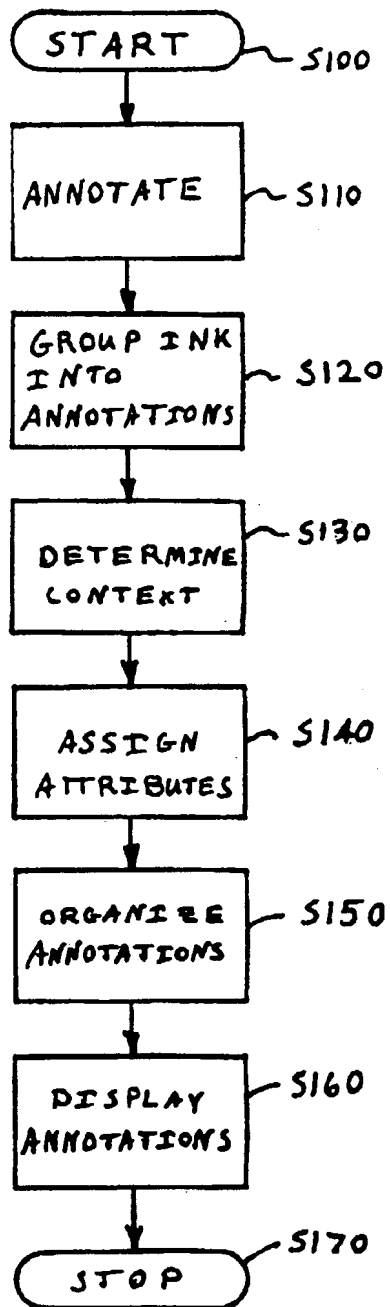 START
S100
ANNOTATE
S110
GROUP INK
INTO
ANNOTATIONS
S120
DETERMINE
CONTEXT
S130
ASSIGN
ATTRIBUTES
S140
ORGANIZE
ANNOTATIONS
S150
DISPLAY
ANNOTATIONS
S160
STOP
S170